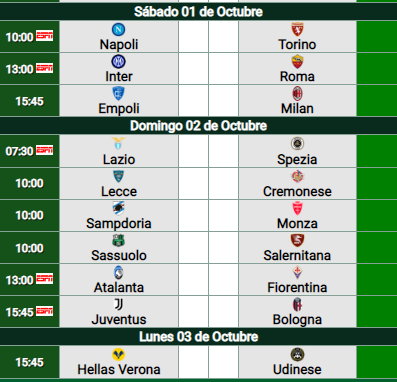 Sábado 01 de Octubre
10:00 ESPN Napoli Torino
13:00 ESPN Inter Roma
15:45 Empoli Milan
Domingo 02 de Octubre
07:30 ESPN Lazio Spezia
10:00 Lecce Cremonese
10:00 Sampdoria Monza
10:00 Sassuolo Salernitana
13:00 ESPN Atalanta Fiorentina
15:45 ESPN Juventus Bologna
Lunes 03 de Octubre
15:45 Hellas Verona Udinese